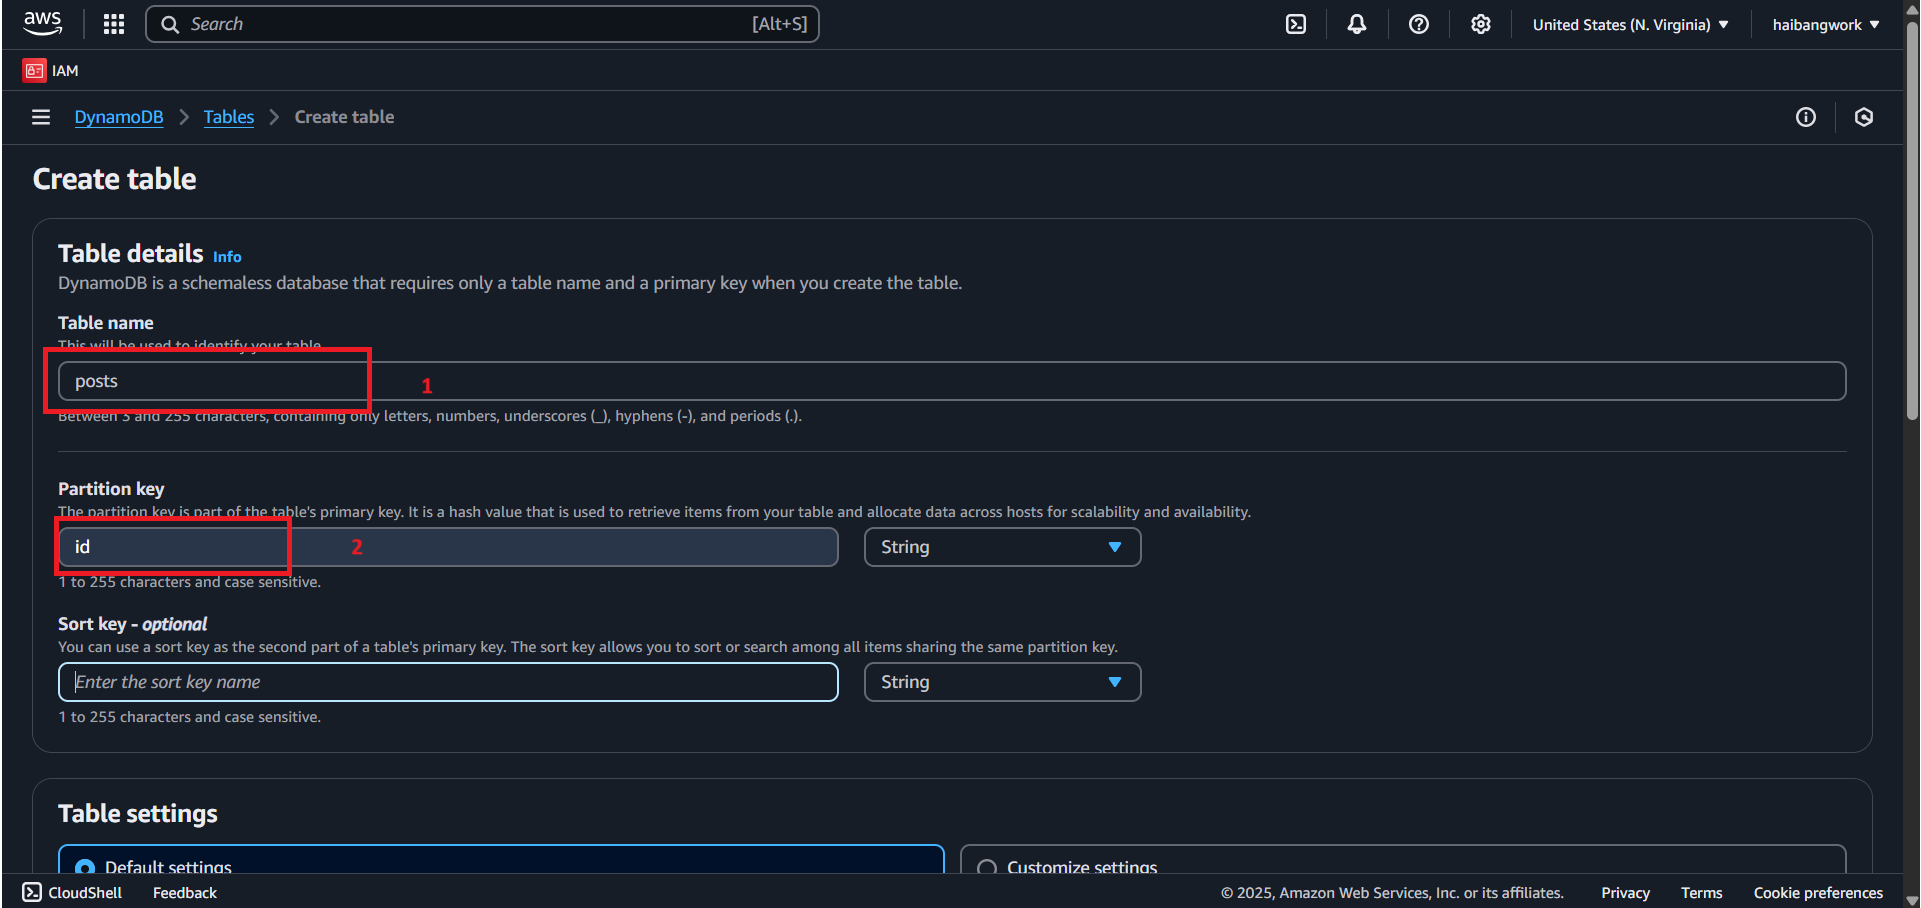 aws
Search [Alt+S] United States (N. Virginia) haibangwork
IAM
DynamoDB Tables Create table
Create table
Table details Info
DynamoDB is a schemaless database that requires only a table name and a primary key when you create the table.
Table name
This will be used to identify your table.
posts 1
Between 3 and 255 characters, containing only letters, numbers, underscores (_), hyphens (-), and periods (.).
Partition key
The partition key is part of the table's primary key. It is a hash value that is used to retrieve items from your table and allocate data across hosts for scalability and availability.
id 2 String
1 to 255 characters and case sensitive.
Sort key - optional
You can use a sort key as the second part of a table's primary key. The sort key allows you to sort or search among all items sharing the same partition key.
Enter the sort key name String
1 to 255 characters and case sensitive.
Table settings
Default settings Customize settings
CloudShell Feedback © 2025, Amazon Web Services, Inc. or its affiliates. Privacy Terms Cookie preferences